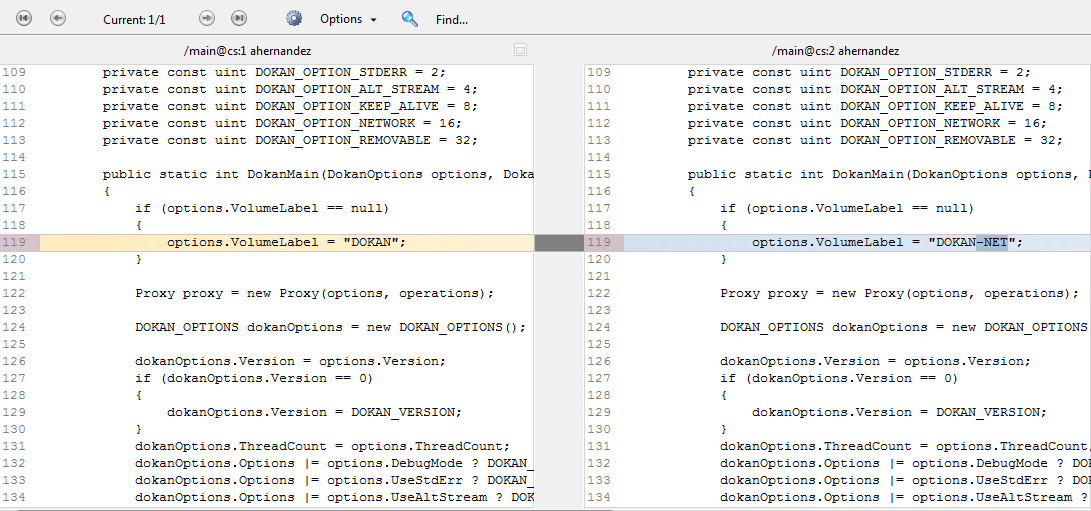 Current: 1/1 Options Find...
/main@cs:1 ahernandez
109 private const uint DOKAN_OPTION_STDERR = 2;
110 private const uint DOKAN_OPTION_ALT_STREAM = 4;
111 private const uint DOKAN_OPTION_KEEP_ALIVE = 8;
112 private const uint DOKAN_OPTION_NETWORK = 16;
113 private const uint DOKAN_OPTION_REMOVABLE = 32;
114
115 public static int DokanMain(DokanOptions options, Doka
116 {
117 if (options.VolumeLabel == null)
118 {
119 options.VolumeLabel = "DOKAN";
120 }
121
122 Proxy proxy = new Proxy(options, operations);
123
124 DOKAN_OPTIONS dokanOptions = new DOKAN_OPTIONS();
125
126 dokanOptions.Version = options.Version;
127 if (dokanOptions.Version == 0)
128 {
129 dokanOptions.Version = DOKAN_VERSION;
130 }
131 dokanOptions.ThreadCount = options.ThreadCount;
132 dokanOptions.Options |= options.DebugMode ? DOKAN_
133 dokanOptions.Options |= options.UseStdErr ? DOKAN_
134 dokanOptions.Options |= options.UseAltStream ? DOK
/main@cs:2 ahernandez
109 private const uint DOKAN_OPTION_STDERR = 2;
110 private const uint DOKAN_OPTION_ALT_STREAM = 4;
111 private const uint DOKAN_OPTION_KEEP_ALIVE = 8;
112 private const uint DOKAN_OPTION_NETWORK = 16;
113 private const uint DOKAN_OPTION_REMOVABLE = 32;
114
115 public static int DokanMain(DokanOptions options,
116 {
117 if (options.VolumeLabel == null)
118 {
119 options.VolumeLabel = "DOKAN-NET";
120 }
121
122 Proxy proxy = new Proxy(options, operations);
123
124 DOKAN_OPTIONS dokanOptions = new DOKAN_OPTIONS
125
126 dokanOptions.Version = options.Version;
127 if (dokanOptions.Version == 0)
128 {
129 dokanOptions.Version = DOKAN_VERSION;
130 }
131 dokanOptions.ThreadCount = options.ThreadCount
132 dokanOptions.Options |= options.DebugMode ? DO
133 dokanOptions.Options |= options.UseStdErr ? DO
134 dokanOptions.Options |= options.UseAltStream ?